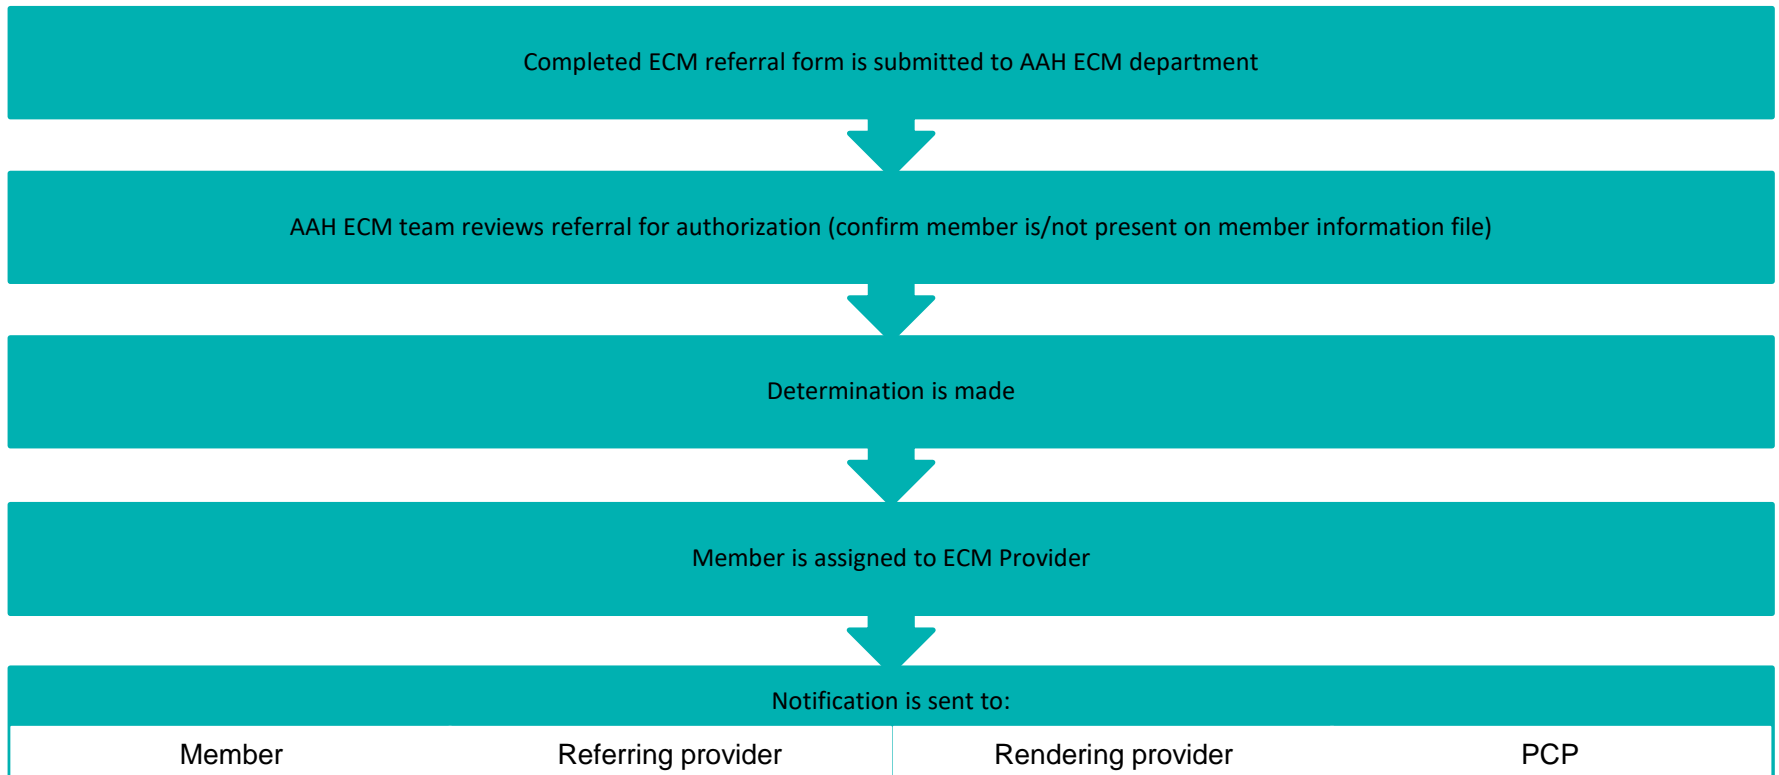 Completed ECM referral form is submitted to AAH ECM department
AAH ECM team reviews referral for authorization (confirm member is/not present on member information file)
Determination is made
Member is assigned to ECM Provider
Notification is sent to:
Member Referring provider Rendering provider PCP